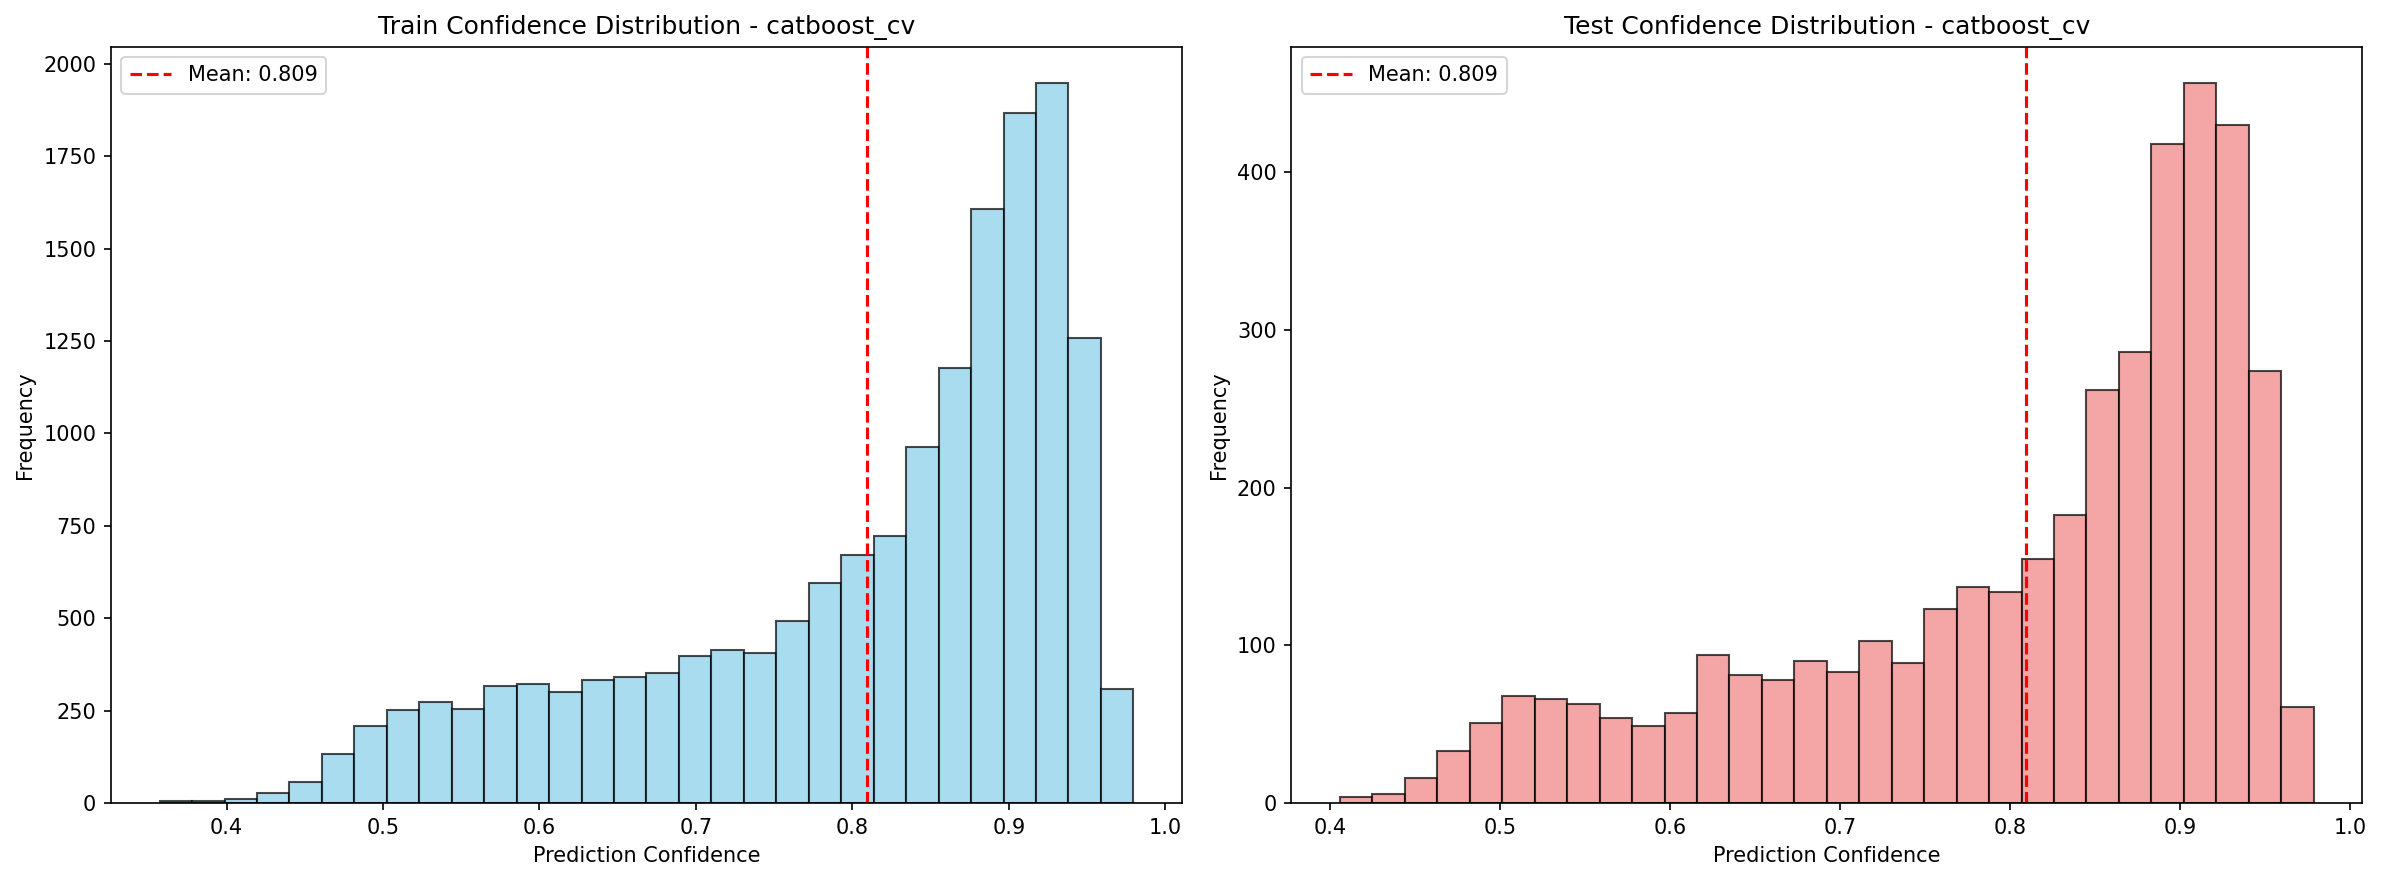 Train Confidence Distribution - catboost_cv
Mean: 0.809
2000
1750
1500
1250
1000
750
500
250
0
Frequency
0.4 0.5 0.6 0.7 0.8 0.9 1.0
Prediction Confidence
Test Confidence Distribution - catboost_cv
Mean: 0.809
400
300
200
100
0
Frequency
0.4 0.5 0.6 0.7 0.8 0.9 1.0
Prediction Confidence